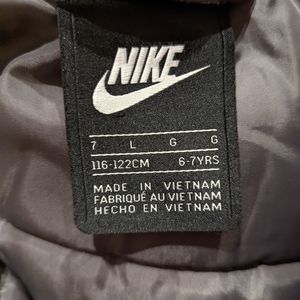 NIKE
7 L G G
116-122CM 6-7YRS
MADE IN VIETNAM
FABRIQUÉ AU VIETNAM
HECHO EN VIETNAM